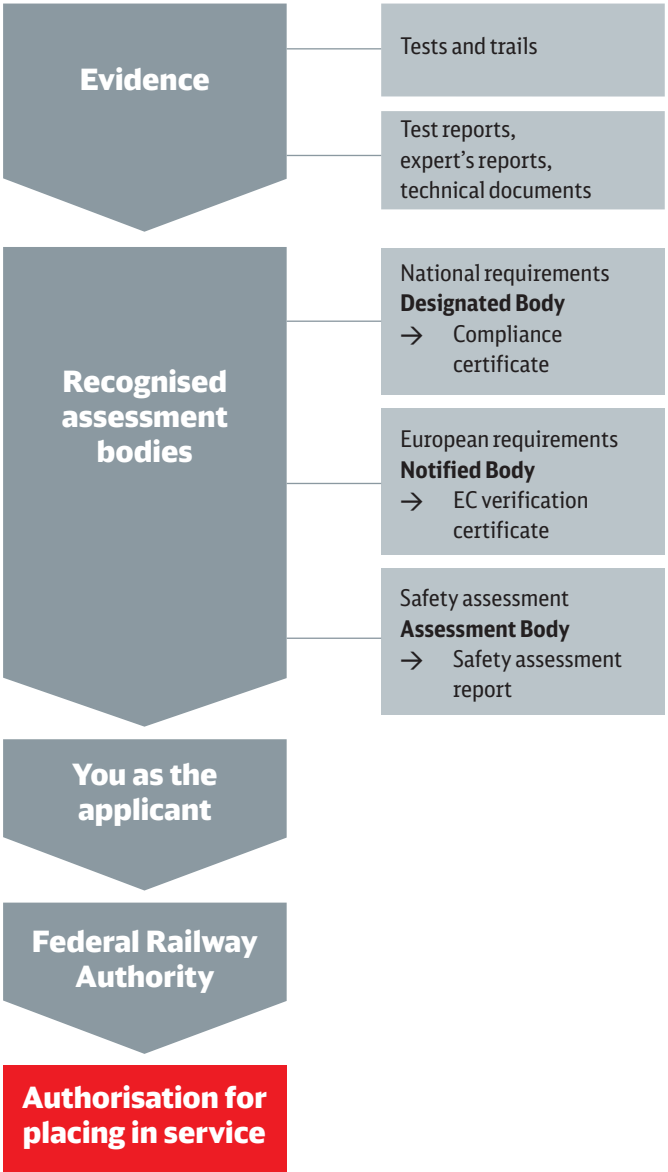 Evidence
Tests and trails
Test reports,
expert's reports,
technical documents
Recognised
assessment
bodies
National requirements
Designated Body
→ Compliance
certificate
European requirements
Notified Body
→ EC verification
certificate
Safety assessment
Assessment Body
→ Safety assessment
report
You as the
applicant
Federal Railway
Authority
Authorisation for
placing in service